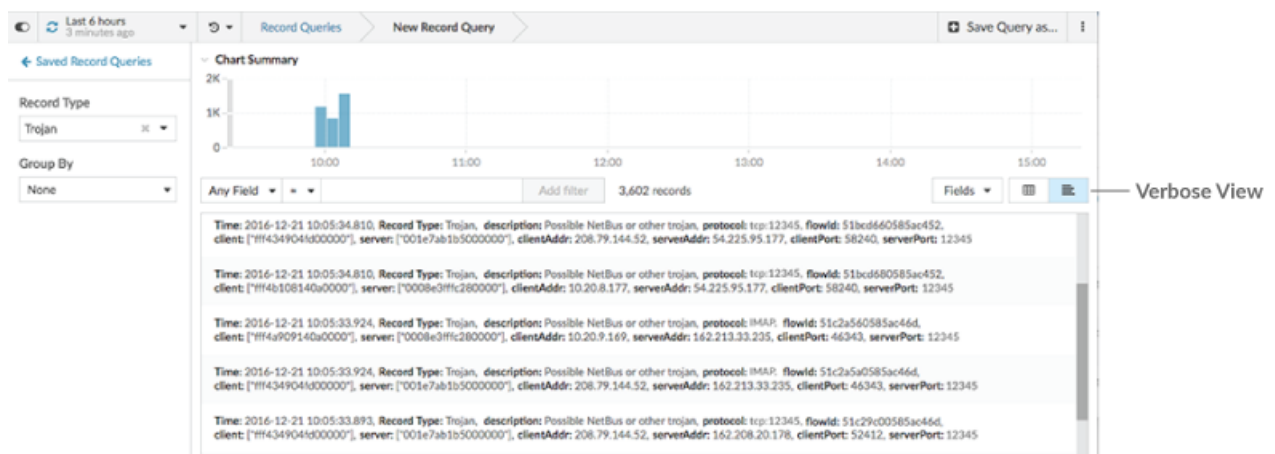 Last 6 hours
3 minutes ago
Record Queries
New Record Query
Save Query as...
Saved Record Queries
Chart Summary
Record Type
Trojan
Group By
None
2K
1K
0
10:00 11:00 12:00 13:00 14:00 15:00
Any Field = Add filter 3,602 records Fields
Verbose View
Time: 2016-12-21 10:05:34.810, Record Type: Trojan, description: Possible NetBus or other trojan, protocol: tcp:12345, flowId: 51bcd660585ac452,
client: ["fff434904fd00000"], server: ["001e7ab1b5000000"], clientAddr: 208.79.144.52, serverAddr: 54.225.95.177, clientPort: 58240, serverPort: 12345
Time: 2016-12-21 10:05:34.810, Record Type: Trojan, description: Possible NetBus or other trojan, protocol: tcp:12345, flowId: 51bcd680585ac452,
client: ["fff4b108140a0000"], server: ["0008e3fffc280000"], clientAddr: 10.20.8.177, serverAddr: 54.225.95.177, clientPort: 58240, serverPort: 12345
Time: 2016-12-21 10:05:33.924, Record Type: Trojan, description: Possible NetBus or other trojan, protocol: IMAP, flowId: 51c2a560585ac46d,
client: ["fff4a909140a0000"], server: ["0008e3fffc280000"], clientAddr: 10.20.9.169, serverAddr: 162.213.33.235, clientPort: 46343, serverPort: 12345
Time: 2016-12-21 10:05:33.924, Record Type: Trojan, description: Possible NetBus or other trojan, protocol: IMAP, flowId: 51c2a5a0585ac46d,
client: ["fff434904fd00000"], server: ["001e7ab1b5000000"], clientAddr: 208.79.144.52, serverAddr: 162.213.33.235, clientPort: 46343, serverPort: 12345
Time: 2016-12-21 10:05:33.893, Record Type: Trojan, description: Possible NetBus or other trojan, protocol: tcp:12345, flowId: 51c29c00585ac46d,
client: ["fff434904fd00000"], server: ["001e7ab1b5000000"], clientAddr: 208.79.144.52, serverAddr: 162.208.20.178, clientPort: 52412, serverPort: 12345